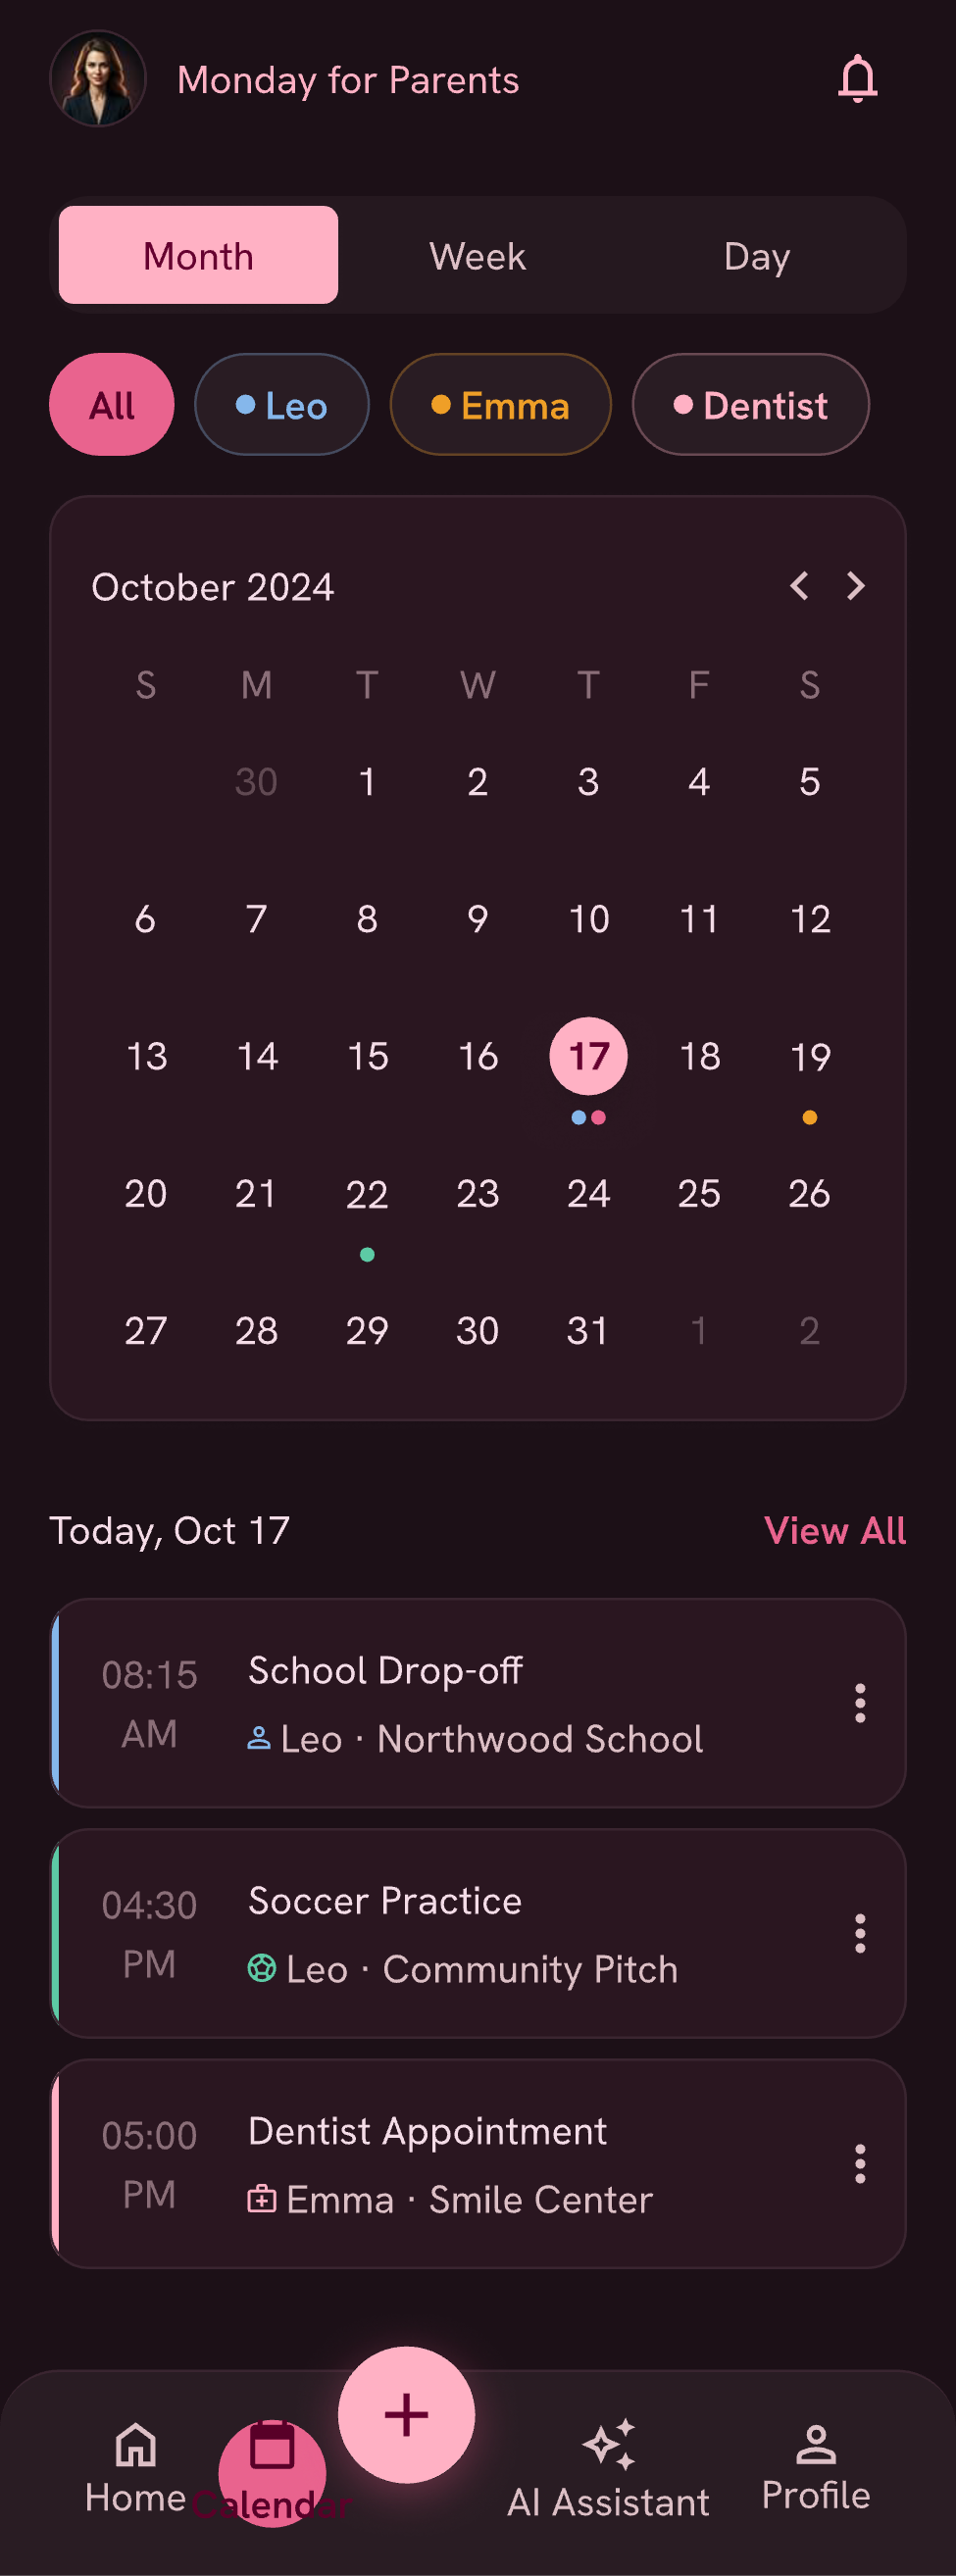 Monday for Parents
Month Week Day
All Leo Emma Dentist
October 2024
S M T W T F S
30 1 2 3 4 5
6 7 8 9 10 11 12
13 14 15 16 17 18 19
20 21 22 23 24 25 26
27 28 29 30 31 1 2
Today, Oct 17 View All
08:15 AM
School Drop-off
Leo · Northwood School
04:30 PM
Soccer Practice
Leo · Community Pitch
05:00 PM
Dentist Appointment
Emma · Smile Center
Home Calendar AI Assistant Profile